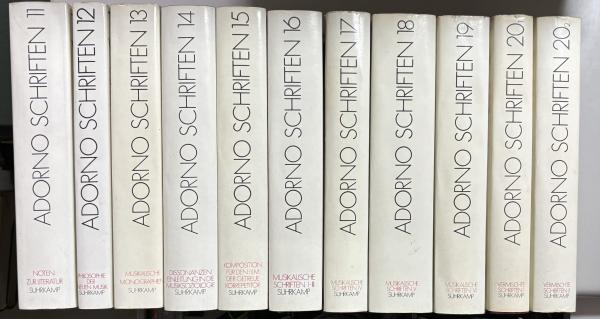 ADORNO SCHRIFTEN 11
NOTEN
ZUR LITERATUR
SUHRKAMP
ADORNO SCHRIFTEN 12
PHILOSOPHIE
DER
NEUEN MUSIK
SUHRKAMP
ADORNO SCHRIFTEN 13
MUSIKALISCHE
MONOGRAPHIEN
SUHRKAMP
ADORNO SCHRIFTEN 14
DISSONANZEN
EINLEITUNG IN DIE
MUSIKSOZIOLOGIE
SUHRKAMP
ADORNO SCHRIFTEN 15
KOMPOSITION
FÜR DEN FILM
DER GETREUE
KORREPETITOR
SUHRKAMP
ADORNO SCHRIFTEN 16
MUSIKALISCHE
SCHRIFTEN I-III
SUHRKAMP
ADORNO SCHRIFTEN 17
MUSIKALISCHE
SCHRIFTEN IV
SUHRKAMP
ADORNO SCHRIFTEN 18
MUSIKALISCHE
SCHRIFTEN V
SUHRKAMP
ADORNO SCHRIFTEN 19
MUSIKALISCHE
SCHRIFTEN VI
SUHRKAMP
ADORNO SCHRIFTEN 20
VERMISCHTE
SCHRIFTEN I
SUHRKAMP
ADORNO SCHRIFTEN 20 2
VERMISCHTE
SCHRIFTEN II
SUHRKAMP